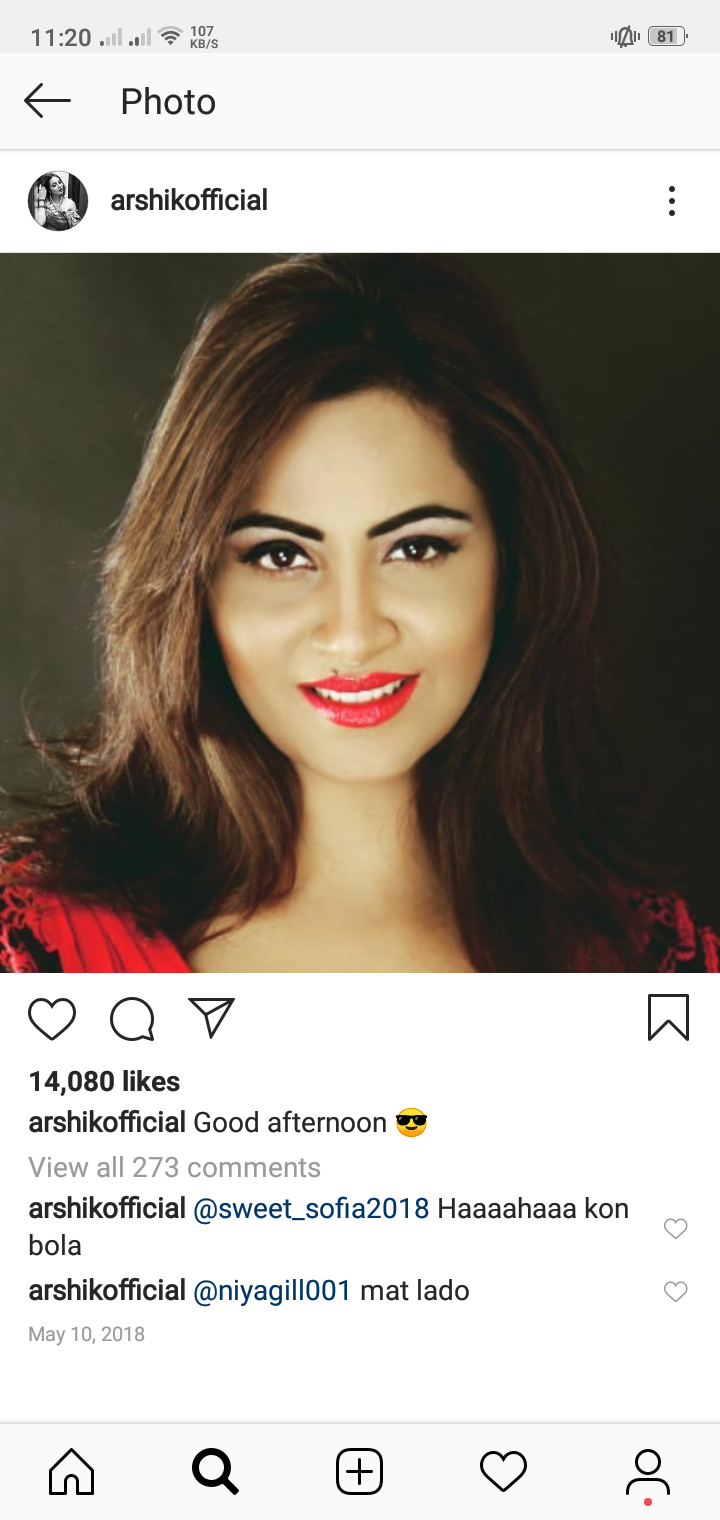 11:20 107 KB/S 81
Photo
arshikofficial
14,080 likes
arshikofficial Good afternoon 😎
View all 273 comments
arshikofficial @sweet_sofia2018 Haaaahaaa kon
bola
arshikofficial @niyagill001 mat lado
May 10, 2018